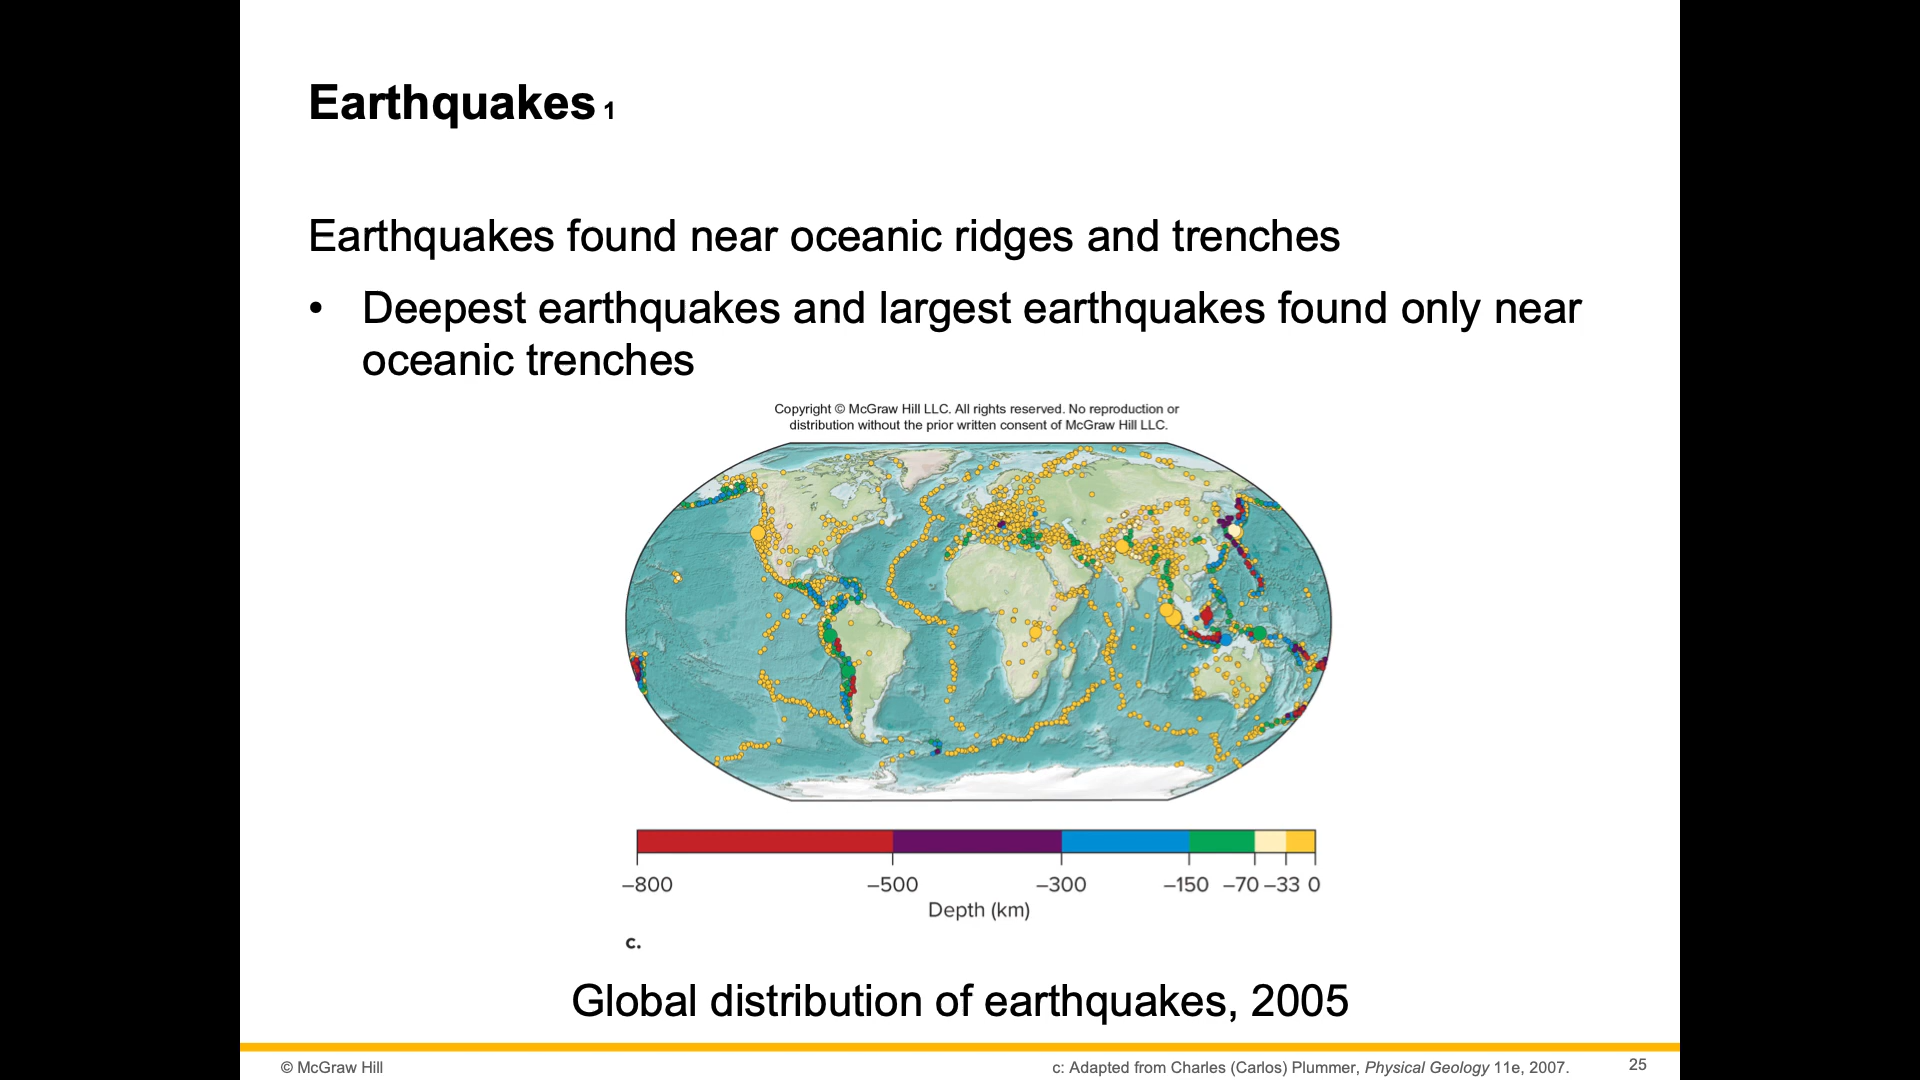 Earthquakes 1
Earthquakes found near oceanic ridges and trenches
• Deepest earthquakes and largest earthquakes found only near
oceanic trenches
Copyright © McGraw Hill LLC. All rights reserved. No reproduction or
distribution without the prior written consent of McGraw Hill LLC.
–800 –500 –300 –150 –70 –33 0
Depth (km)
c.
Global distribution of earthquakes, 2005
© McGraw Hill
c: Adapted from Charles (Carlos) Plummer, Physical Geology 11e, 2007.
25